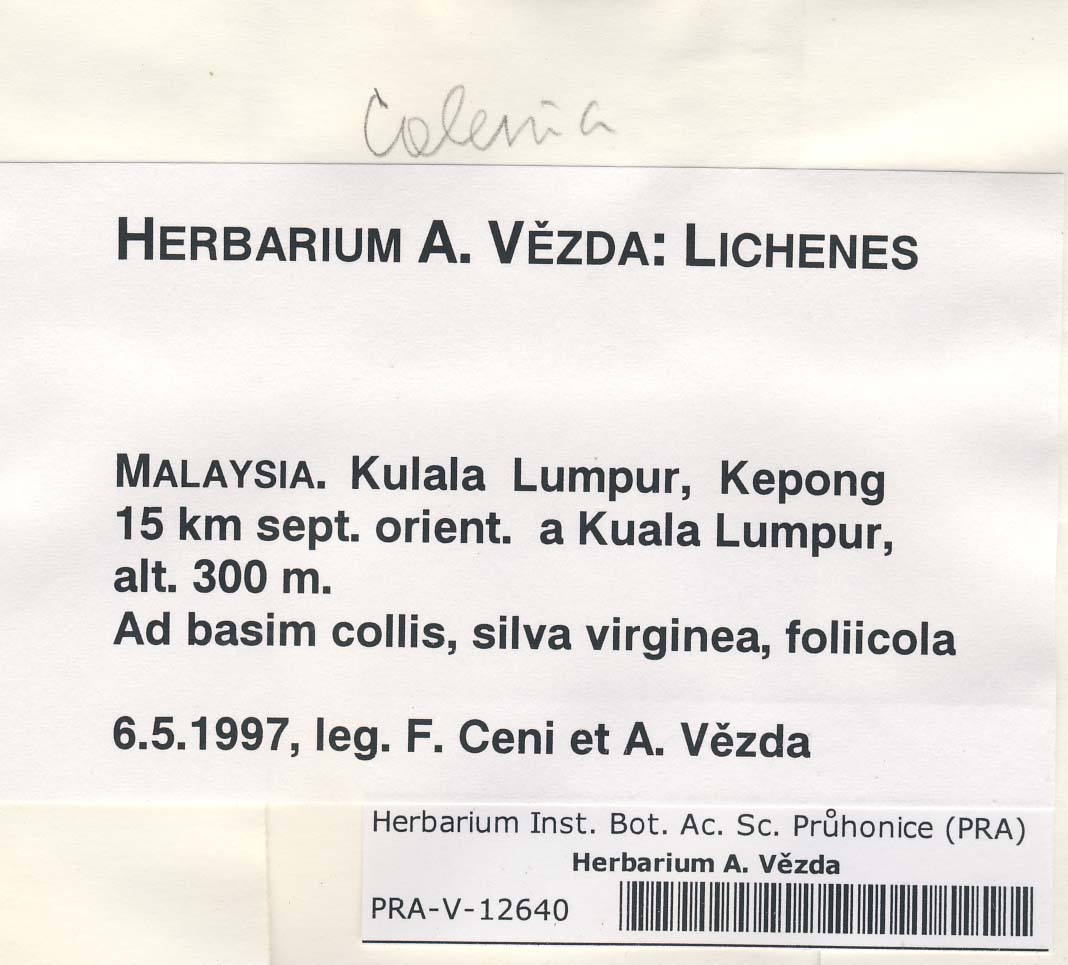 Calenia
HERBARIUM A. VĚZDA: LICHENES
MALAYSIA. Kulala Lumpur, Kepong
15 km sept. orient. a Kuala Lumpur,
alt. 300 m.
Ad basim collis, silva virginea, foliicola
6.5.1997, leg. F. Ceni et A. Vězda
Herbarium Inst. Bot. Ac. Sc. Průhonice (PRA)
Herbarium A. Vězda
PRA-V-12640